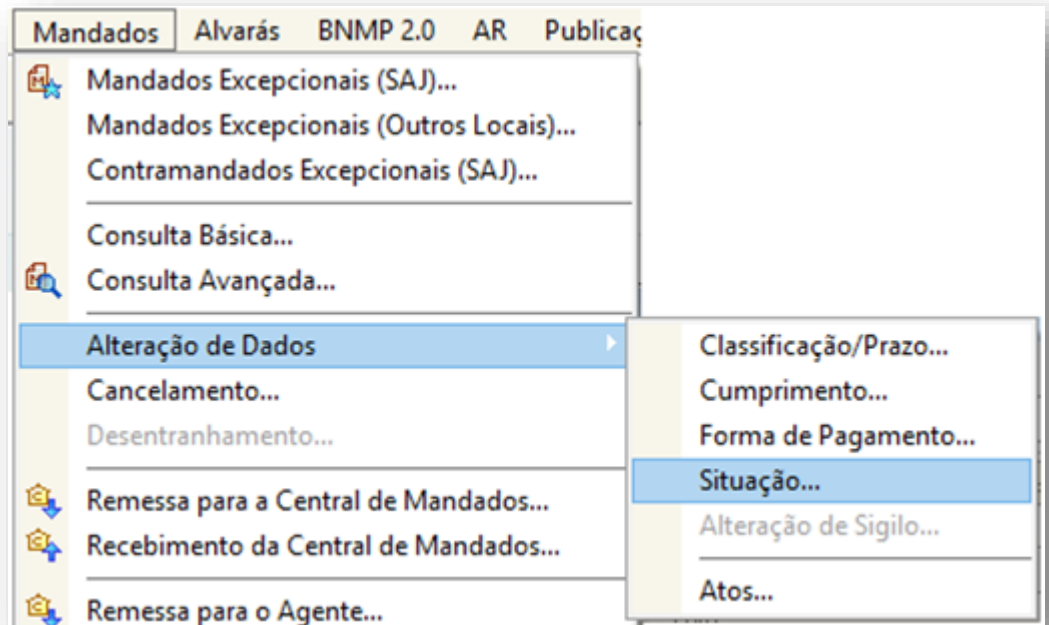 Mandados Alvarás BNMP 2.0 AR Publicaç
Mandados Excepcionais (SAJ)...
Mandados Excepcionais (Outros Locais)...
Contramandados Excepcionais (SAJ)...
Consulta Básica...
Consulta Avançada...
Alteração de Dados
Cancelamento...
Desentranhamento...
Remessa para a Central de Mandados...
Recebimento da Central de Mandados...
Remessa para o Agente...
Classificação/Prazo...
Cumprimento...
Forma de Pagamento...
Situação...
Alteração de Sigilo...
Atos...